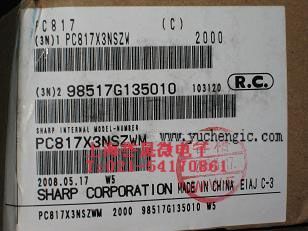 PC817 (C)
(3N)1 PC817X3NSZW 2000
(3N)2 98517G135010 103120
R.C.
SHARP INTERNAL MODEL-NUMBER
PC817X3NSZWM
www.yuchengic.com
2008.05.17 W5
SHARP CORPORATION MADE IN CHINA EIAJ C-3
PC817X3NSZWM 2000 98517G135010 W5